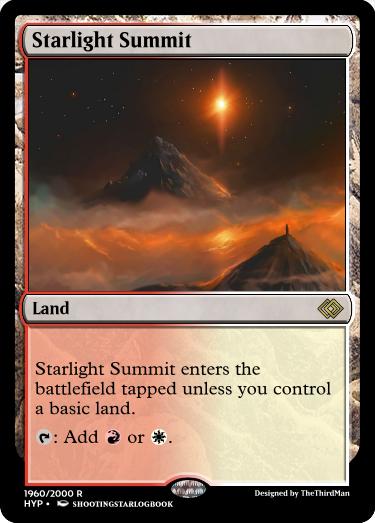 Starlight Summit
Land
Starlight Summit enters the
battlefield tapped unless you control
a basic land.
: Add or .
1960/2000 R
HYP • SHOOTINGSTARLOGBOOK
Designed by TheThirdMan